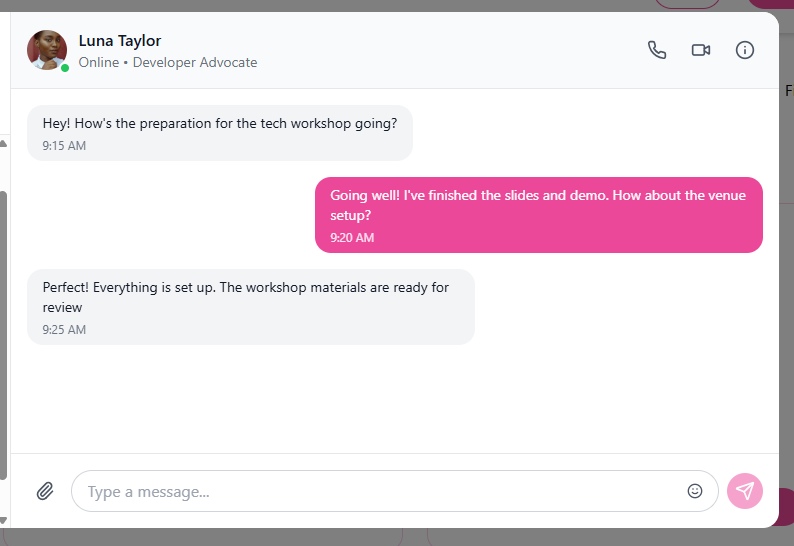 Luna Taylor
Online • Developer Advocate
F
Hey! How's the preparation for the tech workshop going?
9:15 AM
Going well! I've finished the slides and demo. How about the venue
setup?
9:20 AM
Perfect! Everything is set up. The workshop materials are ready for
review
9:25 AM
Type a message...